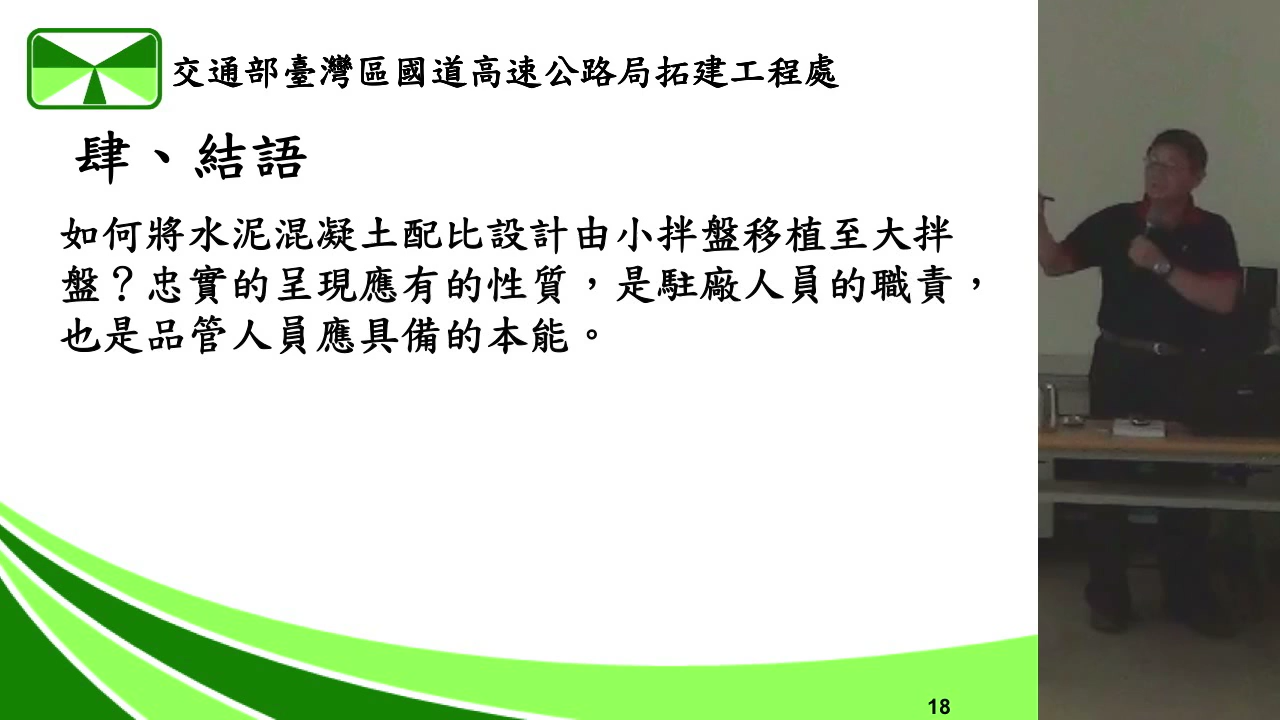 交通部臺灣區國道高速公路局拓建工程處
肆、結語
如何將水泥混凝土配比設計由小拌盤移植至大拌
盤？忠實的呈現應有的性質，是駐廠人員的職責，
也是品管人員應具備的本能。
18